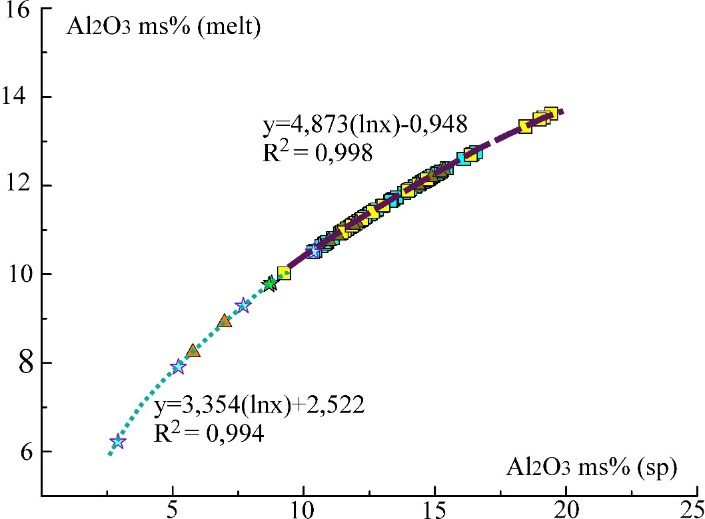 16
Al2O3 ms% (melt)
14
y=4,873(lnx)-0,948
R2 = 0,998
12
10
8
y=3,354(lnx)+2,522
R2 = 0,994
6
Al2O3 ms% (sp)
5 10 15 20 25